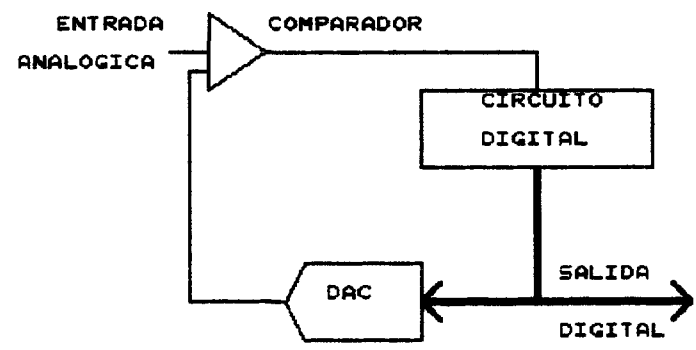 ENTRADA
ANALOGICA
COMPARADOR
CIRCUITO
DIGITAL
DAC
SALIDA
DIGITAL